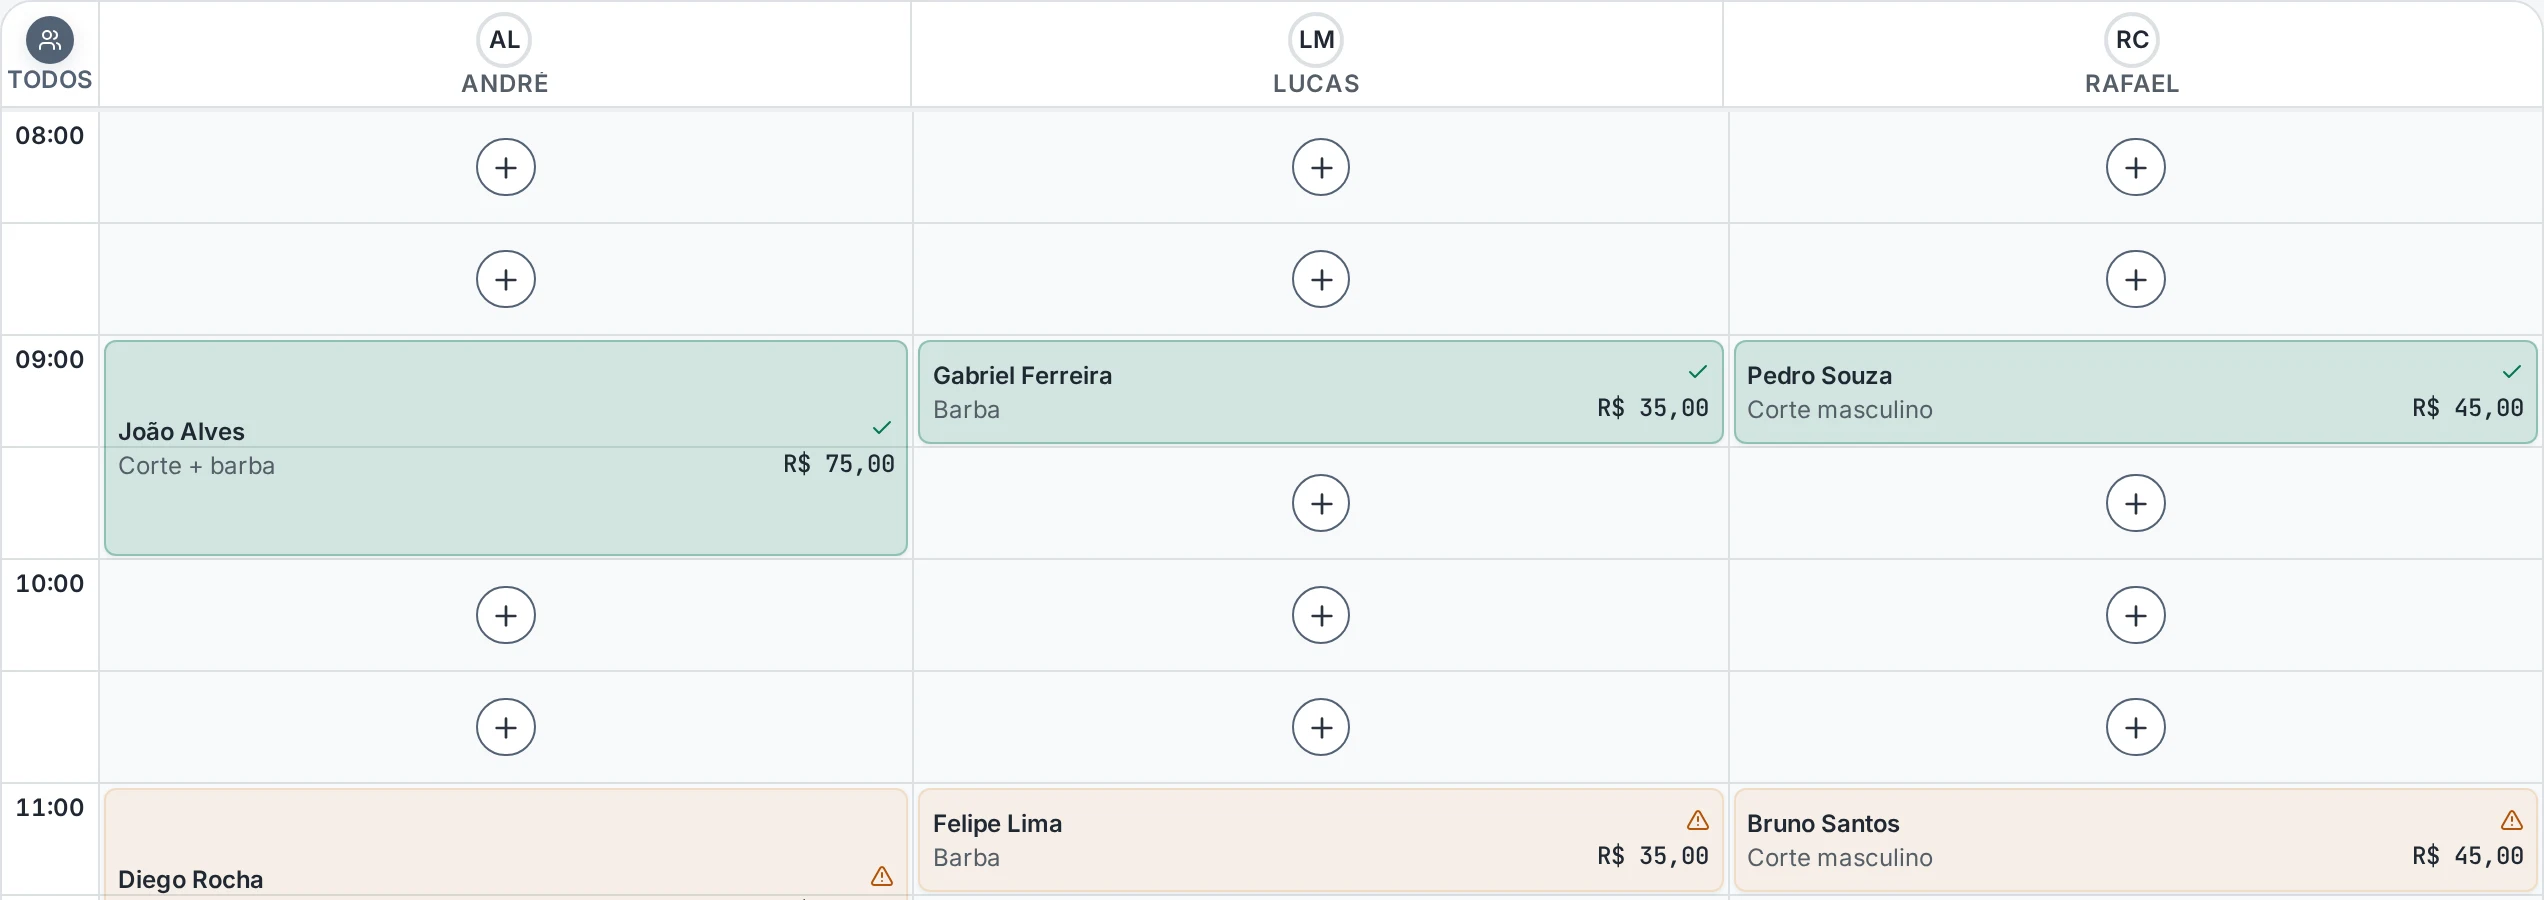 TODOS
AL
ANDRÉ
LM
LUCAS
RC
RAFAEL
08:00
09:00
João Alves
Corte + barba
R$ 75,00
Gabriel Ferreira
Barba
R$ 35,00
Pedro Souza
Corte masculino
R$ 45,00
10:00
11:00
Diego Rocha
Felipe Lima
Barba
R$ 35,00
Bruno Santos
Corte masculino
R$ 45,00